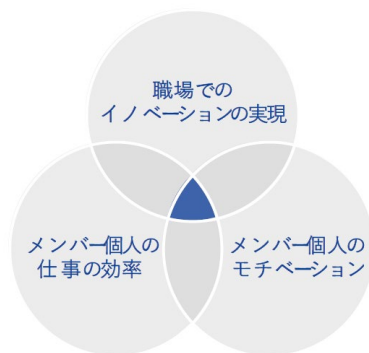 職場での
イノベーションの実現
メンバー個人の
仕事の効率
メンバー個人の
モチベーション